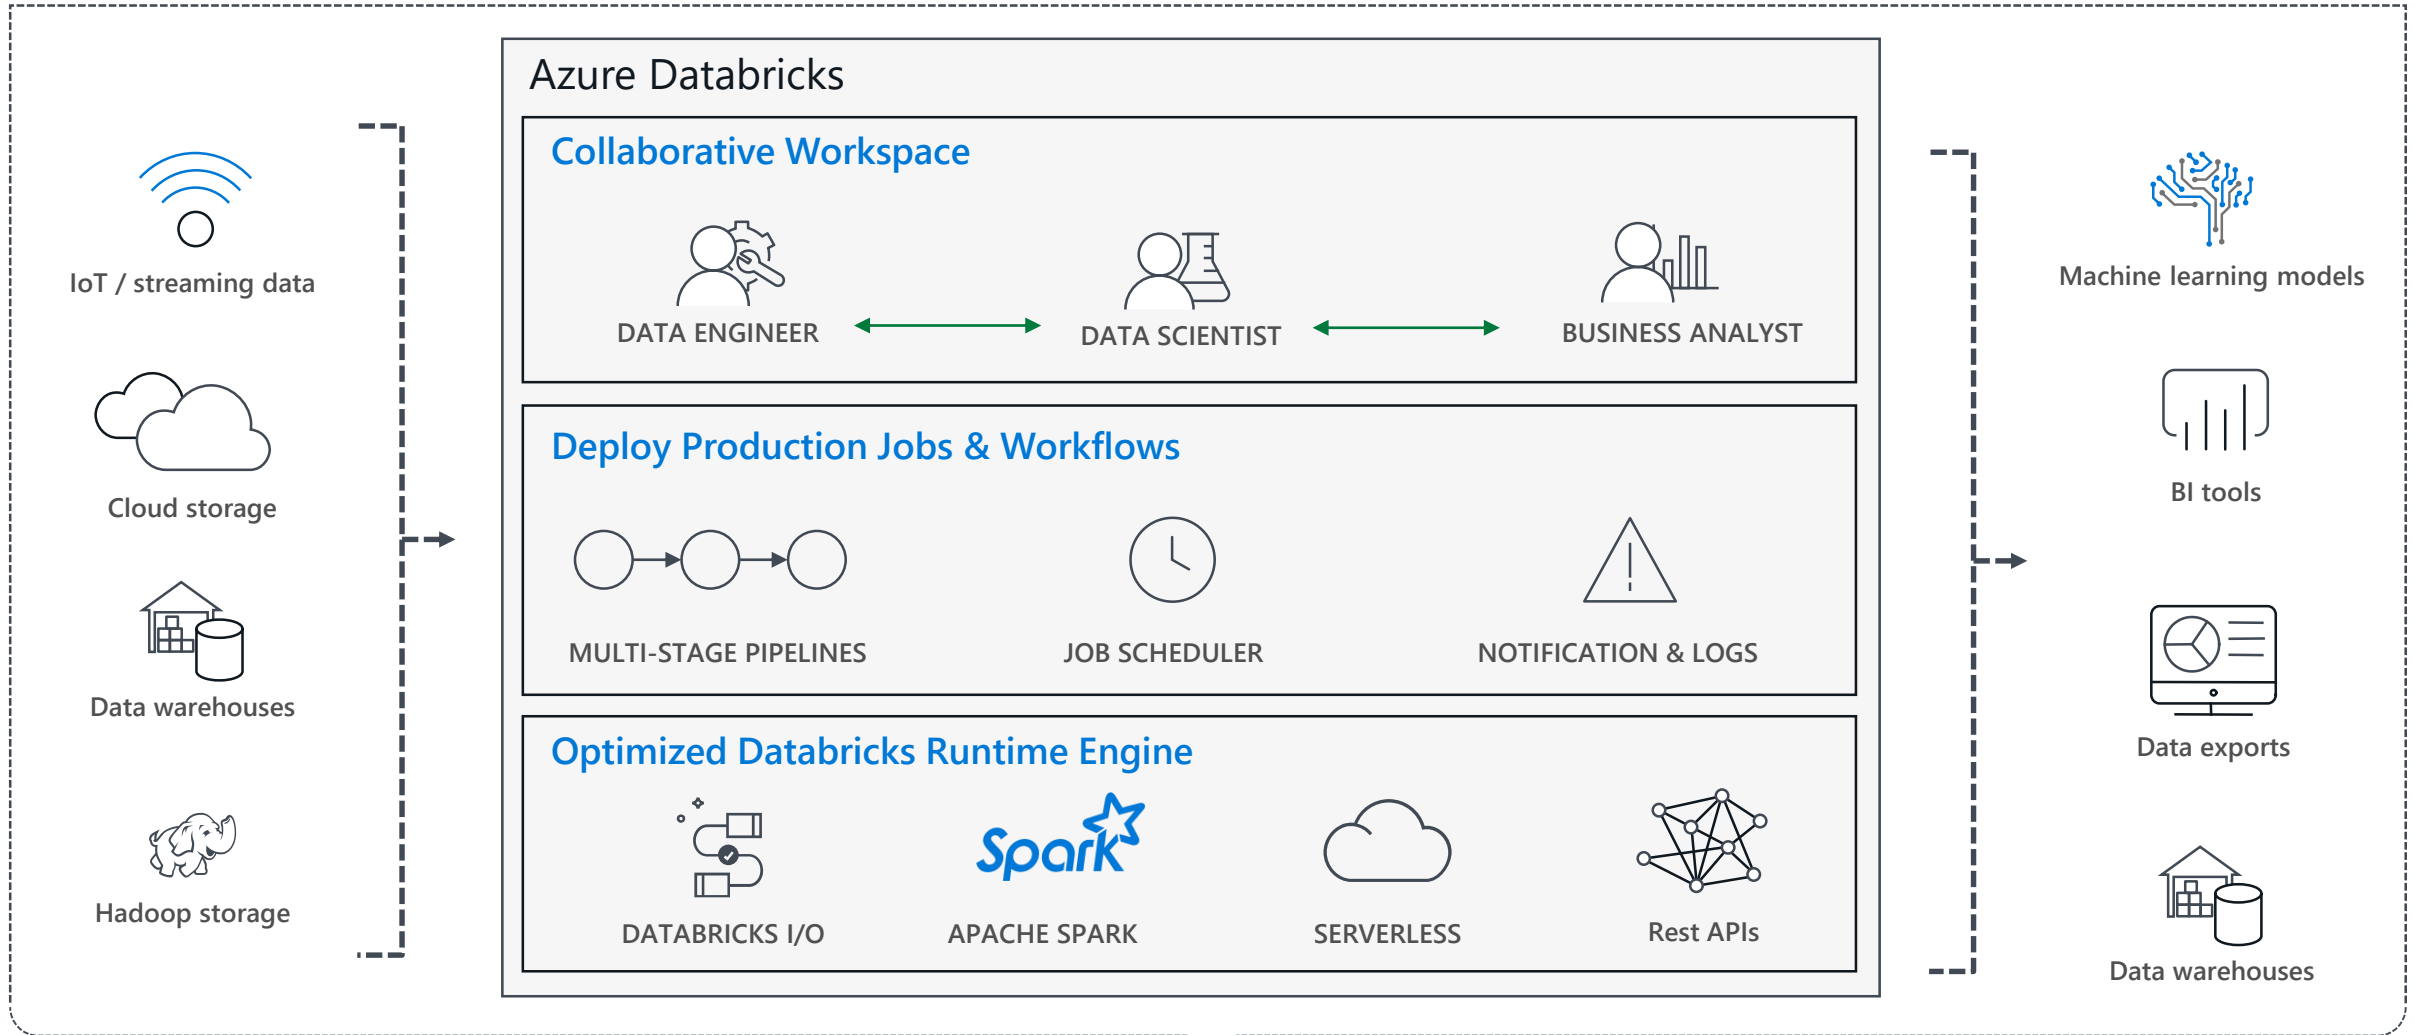 Azure Databricks
IoT / streaming data
Cloud storage
Data warehouses
Hadoop storage
Collaborative Workspace
DATA ENGINEER
DATA SCIENTIST
BUSINESS ANALYST
Deploy Production Jobs & Workflows
MULTI-STAGE PIPELINES
JOB SCHEDULER
NOTIFICATION & LOGS
Optimized Databricks Runtime Engine
Spark
DATABRICKS I/O
APACHE SPARK
SERVERLESS
Rest APIs
Machine learning models
BI tools
Data exports
Data warehouses